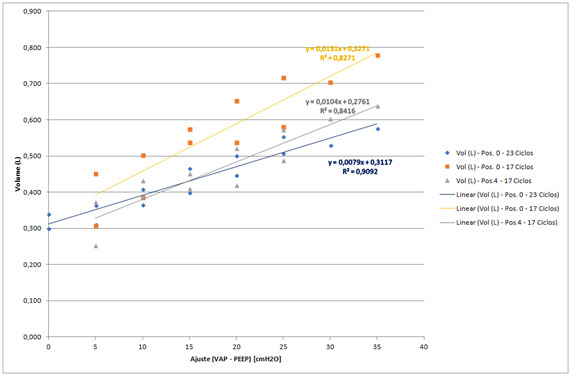 0,900
0,800
0,700
0,600
0,500
0,400
0,300
0,200
0,100
0,000
Volume (L)
y = 0,0131x + 0,3271
R² = 0,8271
y = 0,0104x + 0,2761
R² = 0,8416
y = 0,0079x + 0,3117
R² = 0,9092
0 5 10 15 20 25 30 35 40
Ajuste (VAP - PEEP) [cmH2O]
Vol (L) - Pos. 0 - 23 Ciclos
Vol (L) - Pos. 0 - 17 Ciclos
Vol (L) - Pos.4 - 17 Ciclos
Linear (Vol (L) - Pos. 0 - 23 Ciclos)
Linear (Vol (L) - Pos. 0 - 17 Ciclos)
Linear (Vol (L) - Pos.4 - 17 Ciclos)